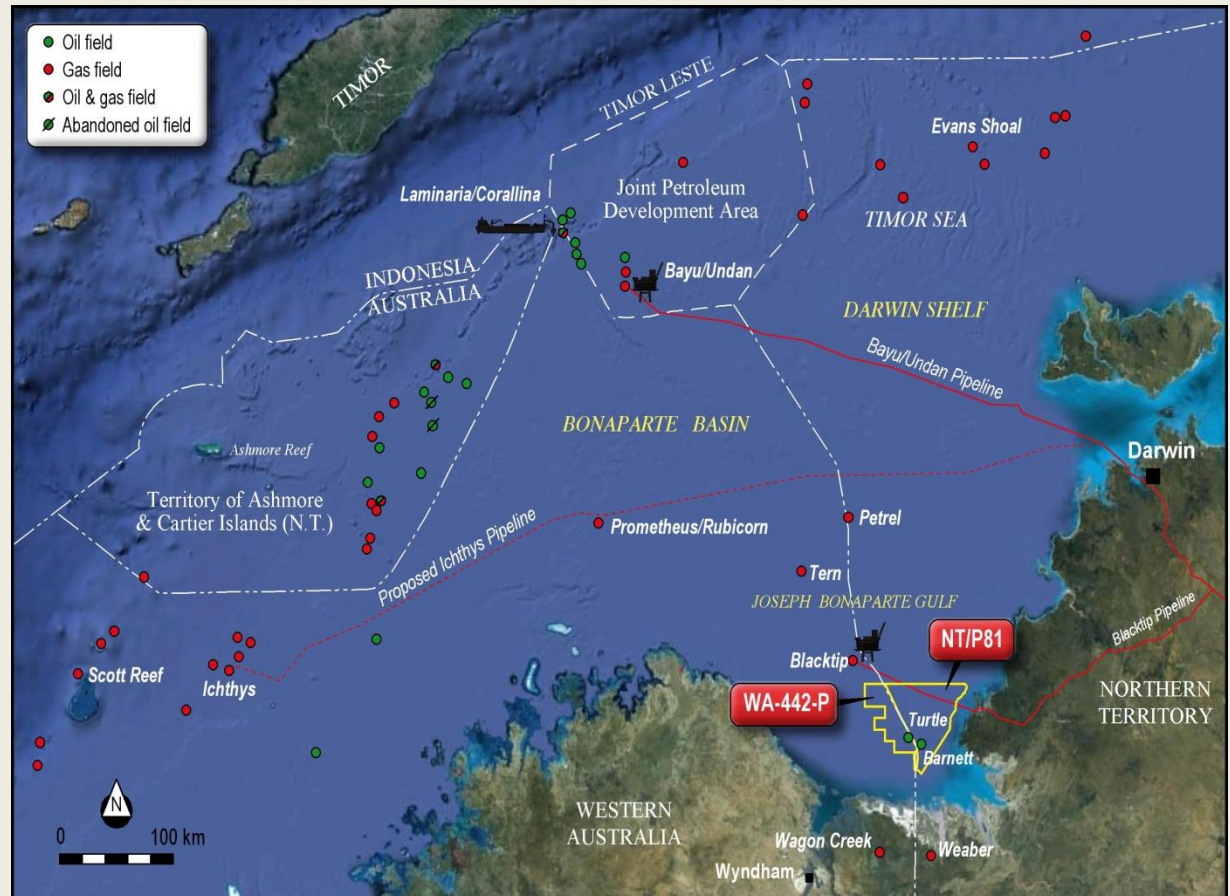 Oil field
Gas field
Oil & gas field
Abandoned oil field
TIMOR
TIMOR LESTE
Evans Shoal
Laminaria/Corallina
Joint Petroleum
Development Area
TIMOR SEA
INDONESIA
AUSTRALIA
Bayu/Undan
DARWIN SHELF
Bayu/Undan Pipeline
BONAPARTE BASIN
Ashmore Reef
Darwin
Territory of Ashmore
& Cartier Islands (N.T.)
Proposed Ichthys Pipeline
Prometheus/Rubicorn
Petrel
Tern
JOSEPH BONAPARTE GULF
Blacktip Pipeline
NT/P81
Blacktip
Scott Reef
Ichthys
WA-442-P
NORTHERN
TERRITORY
Turtle
Barnett
N
0 100 km
WESTERN
AUSTRALIA
Wagon Creek
Weaber
Wyndham